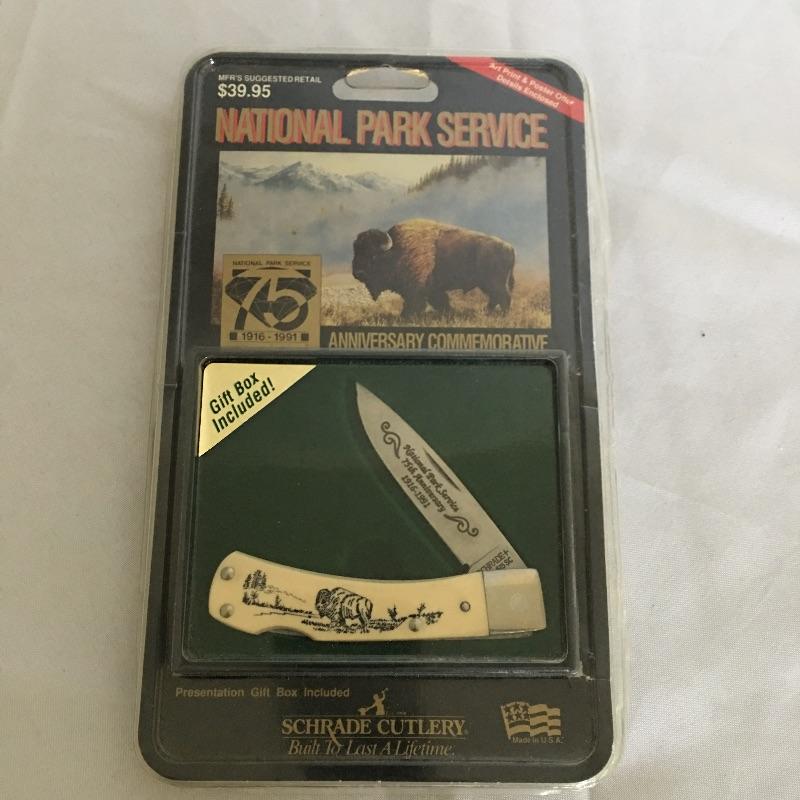 MFR'S SUGGESTED RETAIL
$39.95
Art Print & Poster Offer
Details Enclosed
NATIONAL PARK SERVICE
NATIONAL PARK SERVICE
75
1916 - 1991
ANNIVERSARY COMMEMORATIVE
Gift Box
Included!
National Park Service
75th Anniversary
1916-1991
SCHRADE+
SC
Presentation Gift Box Included
SCHRADE CUTLERY®
Built To Last A Lifetime.
Made in U.S.A.